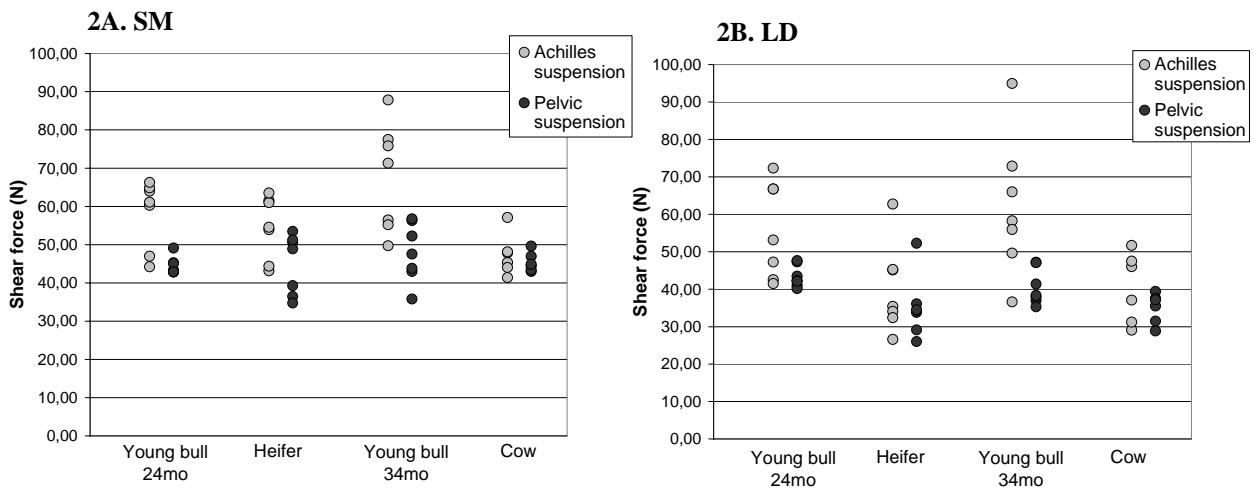 2A. SM
Achilles
suspension
Pelvic
suspension
Shear force (N)
100,00
90,00
80,00
70,00
60,00
50,00
40,00
30,00
20,00
10,00
0,00
Young bull
24mo
Heifer
Young bull
34mo
Cow
2B. LD
Achilles
suspension
Pelvic
suspension
Shear force (N)
100,00
90,00
80,00
70,00
60,00
50,00
40,00
30,00
20,00
10,00
0,00
Young bull
24mo
Heifer
Young bull
34mo
Cow